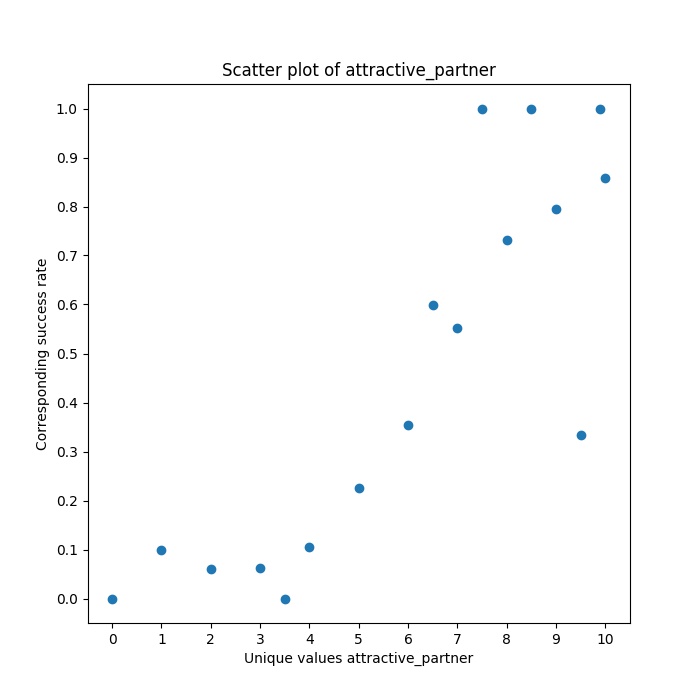 Scatter plot of attractive_partner
1.0
0.9
0.8
0.7
0.6
0.5
0.4
0.3
0.2
0.1
0.0
Corresponding success rate
0 1 2 3 4 5 6 7 8 9 10
Unique values attractive_partner